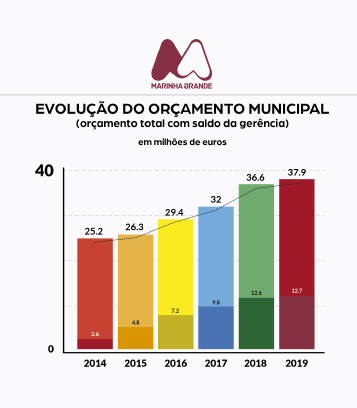 MARINHA GRANDE
EVOLUÇÃO DO ORÇAMENTO MUNICIPAL
(orçamento total com saldo da gerência)
em milhões de euros
40
37.9
36.6
32
29.4
26.3
25.2
12.7
12.6
9.8
7.2
4.8
2.6
0
2014 2015 2016 2017 2018 2019